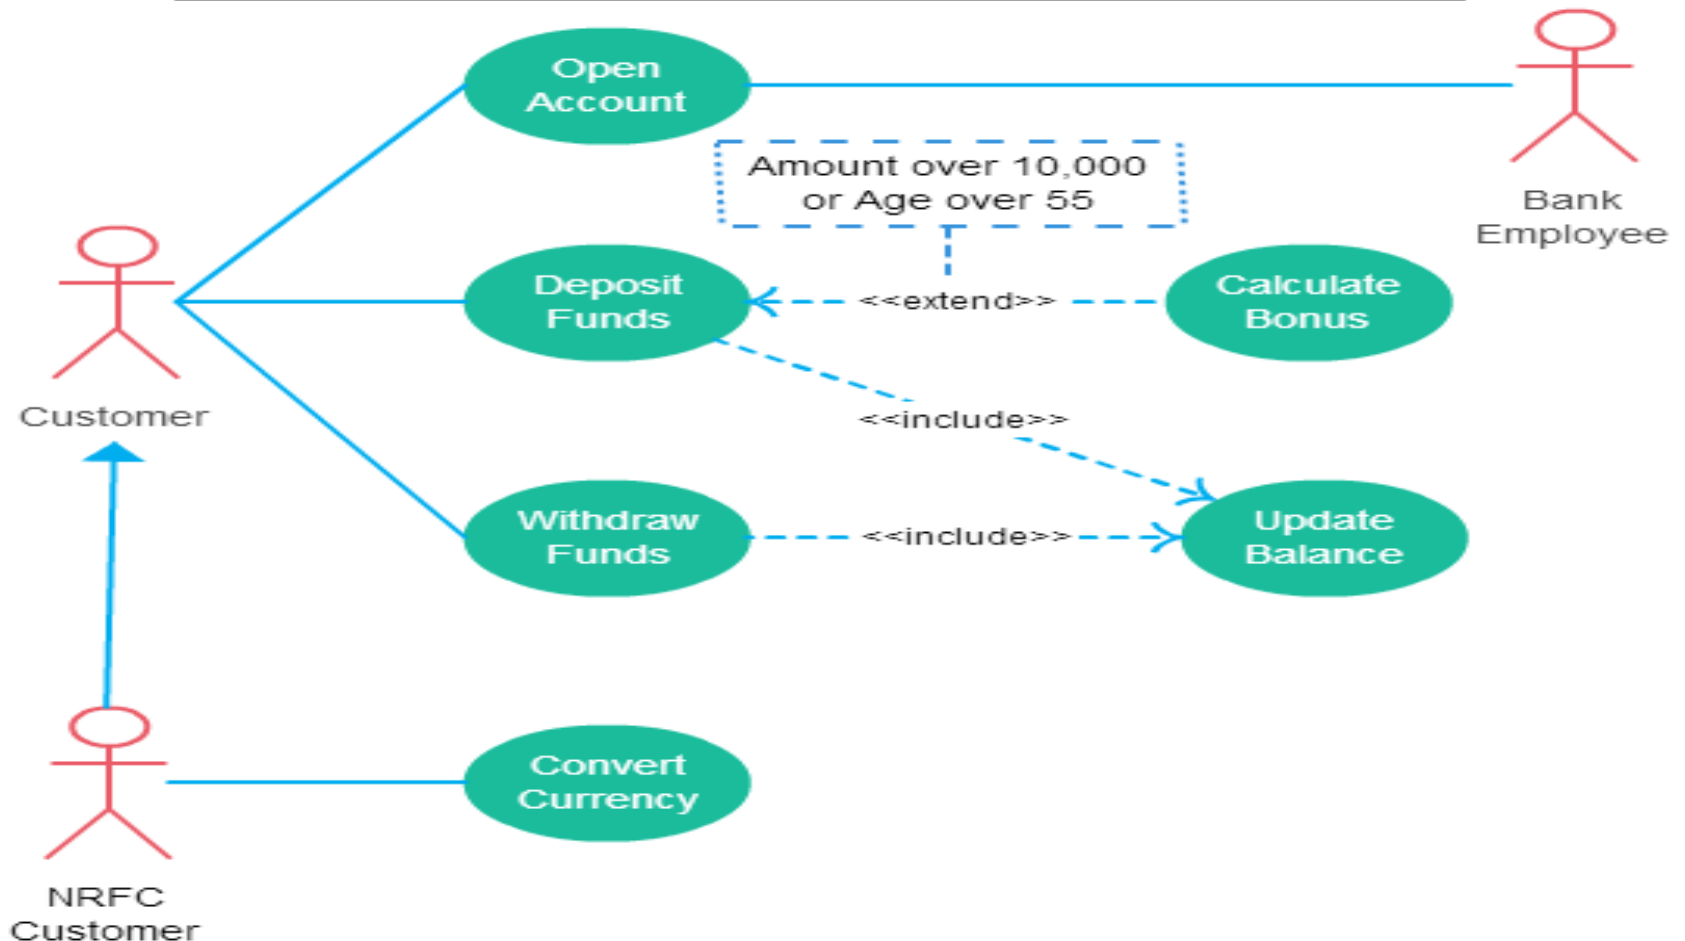 Open
Account
Amount over 10,000
or Age over 55
Bank
Employee
Deposit
Funds
<<extend>>
Calculate
Bonus
Customer
<<include>>
Withdraw
Funds
<<include>>
Update
Balance
Convert
Currency
NRFC
Customer